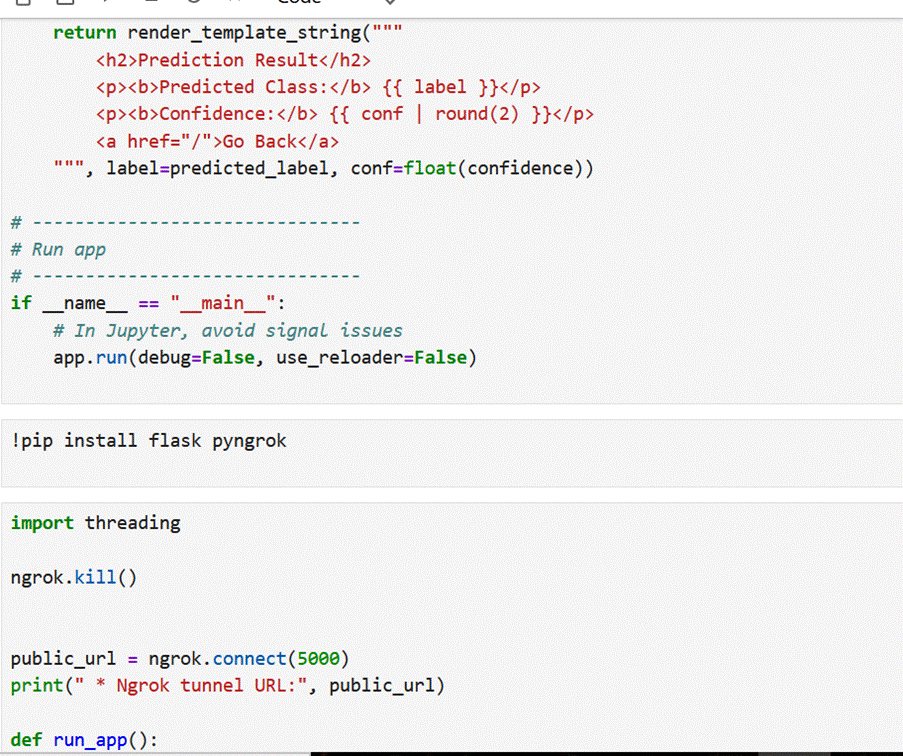 Code
    return render_template_string("""
        <h2>Prediction Result</h2>
        <p><b>Predicted Class:</b> {{ label }}</p>
        <p><b>Confidence:</b> {{ conf | round(2) }}</p>
        <a href="/">Go Back</a>
    """, label=predicted_label, conf=float(confidence))
# -------------------------------
# Run app
# -------------------------------
if __name__ == "__main__":
    # In Jupyter, avoid signal issues
    app.run(debug=False, use_reloader=False)
!pip install flask pyngrok
import threading
ngrok.kill()
public_url = ngrok.connect(5000)
print(" * Ngrok tunnel URL:", public_url)
def run_app():